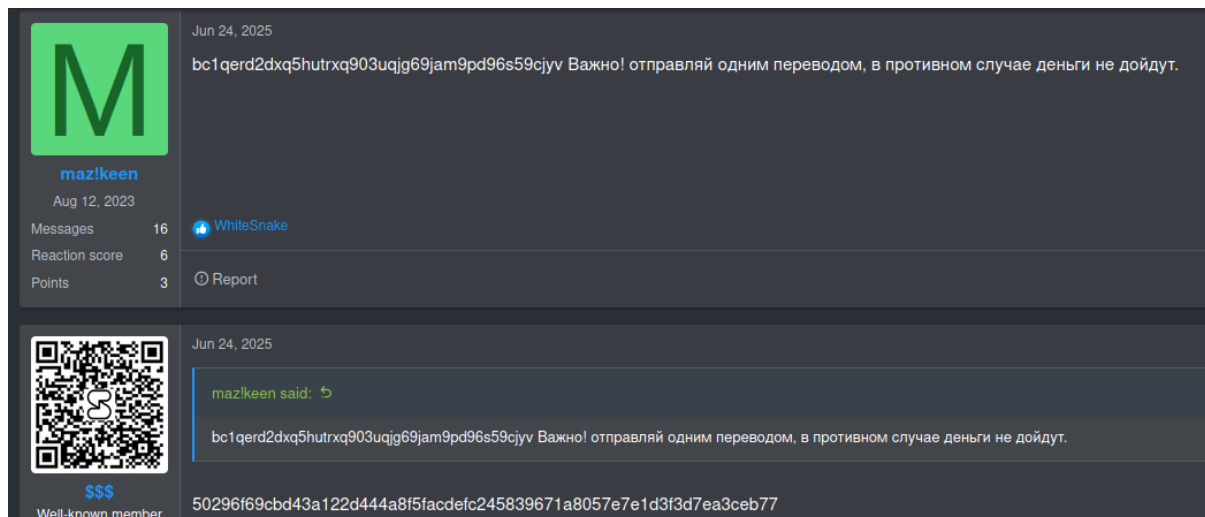 Jun 24, 2025
bc1qerd2dxq5hutrxq903uqjg69jam9pd96s59cjyv Важно! отправляй одним переводом, в противном случае деньги не дойдут.
M
maz!keen
Aug 12, 2023
Messages 16
Reaction score 6
Points 3
WhiteSnake
Report
Jun 24, 2025
maz!keen said:
bc1qerd2dxq5hutrxq903uqjg69jam9pd96s59cjyv Важно! отправляй одним переводом, в противном случае деньги не дойдут.
$$$
Well-known member
50296f69cbd43a122d444a8f5facdefc245839671a8057e7e1d3f3d7ea3ceb77